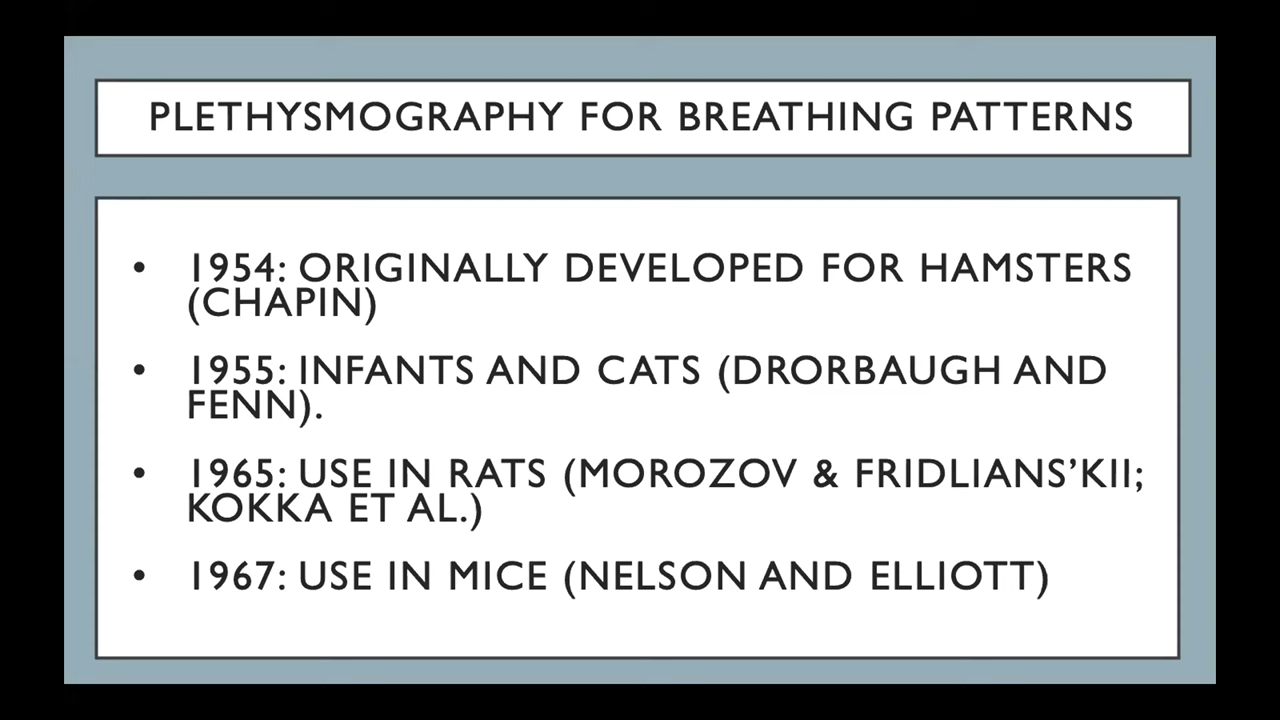 PLETHYSMOGRAPHY FOR BREATHING PATTERNS
• 1954: ORIGINALLY DEVELOPED FOR HAMSTERS
(CHAPIN)
• 1955: INFANTS AND CATS (DRORBAUGH AND
FENN).
• 1965: USE IN RATS (MOROZOV & FRIDLIANS’KII;
KOKKA ET AL.)
• 1967: USE IN MICE (NELSON AND ELLIOTT)